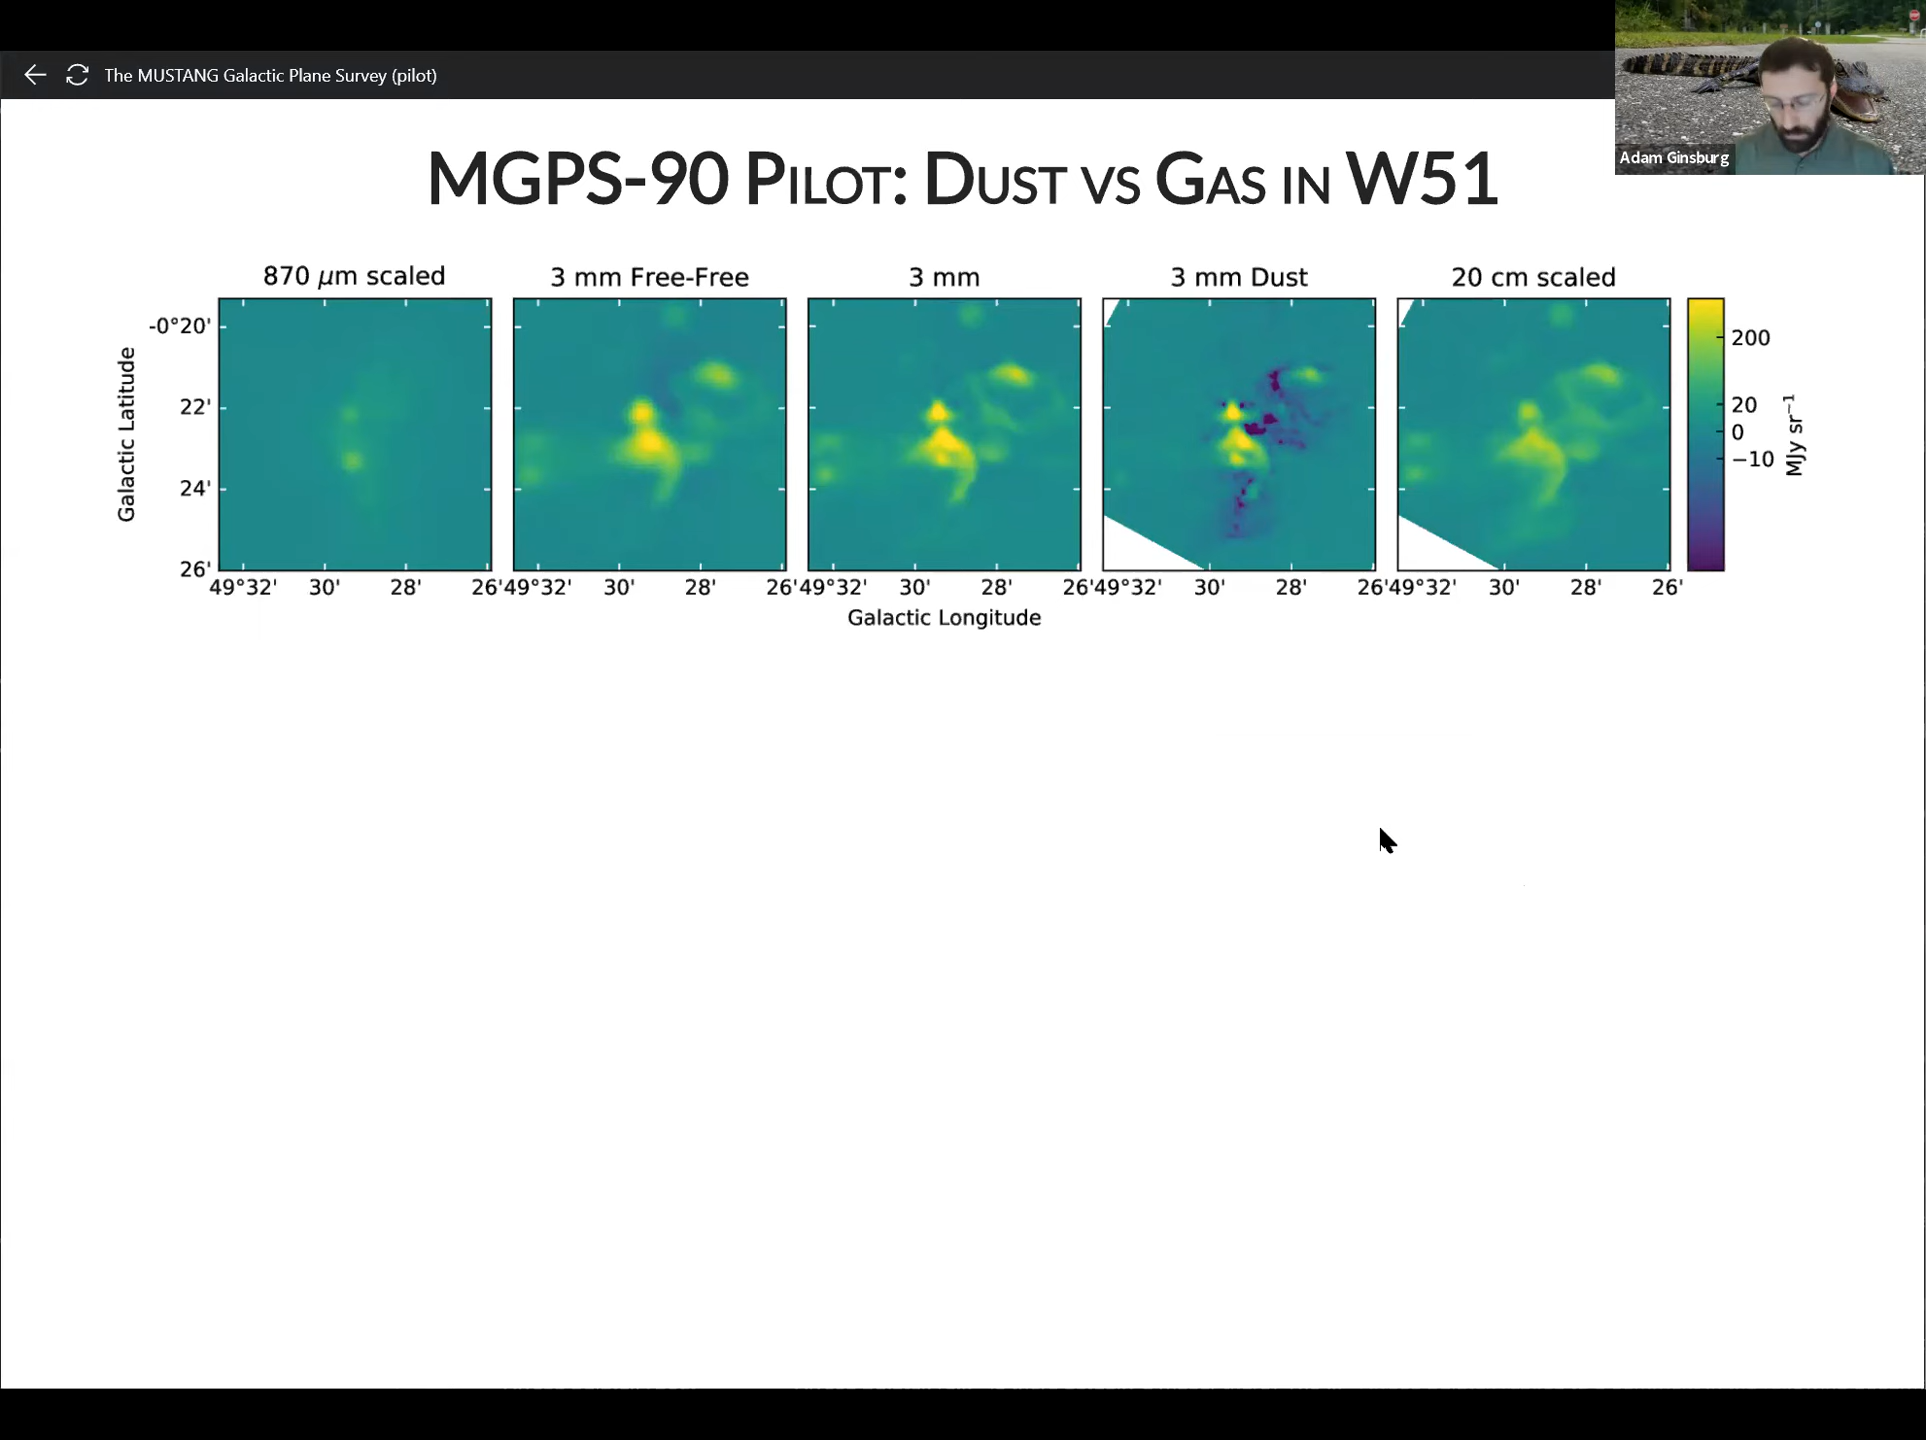 The MUSTANG Galactic Plane Survey (pilot)
Adam Ginsburg
MGPS-90 Pilot: Dust vs Gas in W51
870 μm scaled
3 mm Free-Free
3 mm
3 mm Dust
20 cm scaled
Galactic Latitude
-0°20'
22'
24'
26'
49°32' 30' 28' 26'
49°32' 30' 28' 26'
49°32' 30' 28' 26'
49°32' 30' 28' 26'
49°32' 30' 28' 26'
Galactic Longitude
200
20
0
−10
MJy sr⁻¹